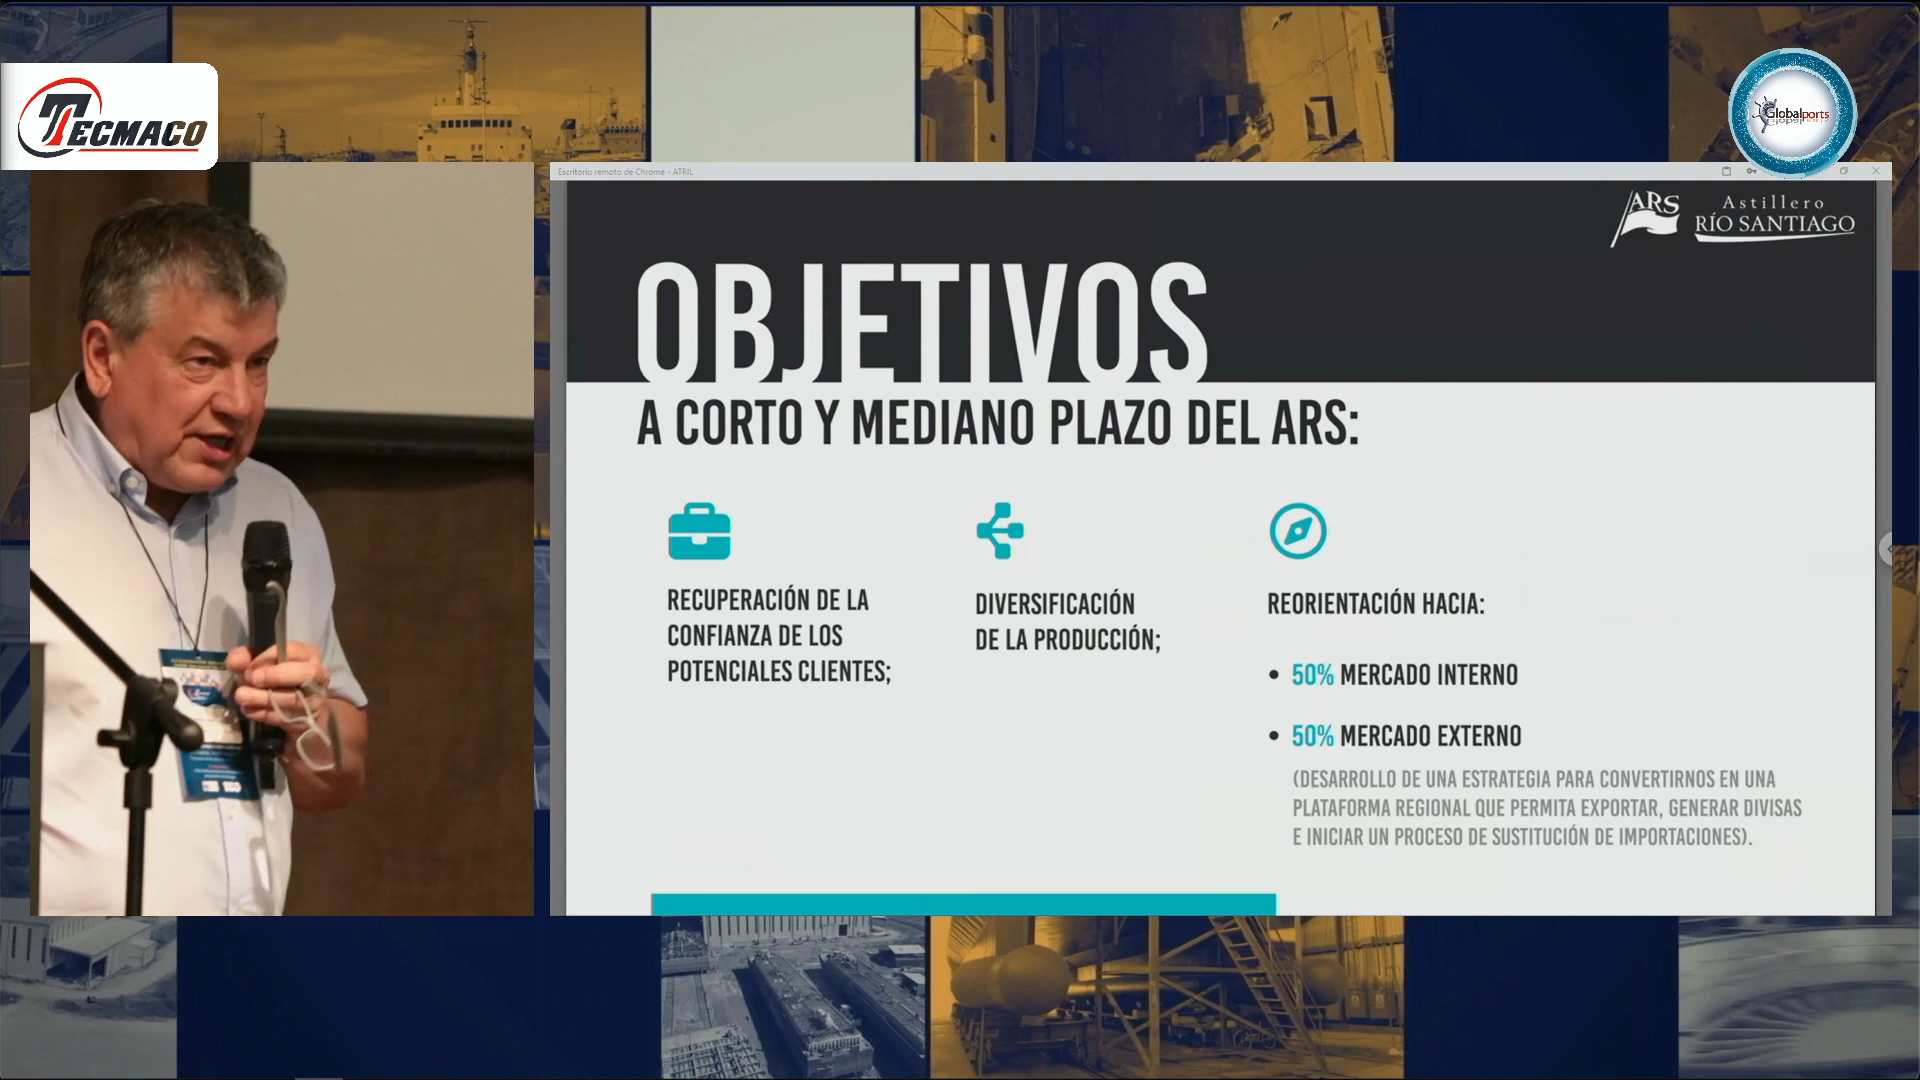 TECMACO
Globalports
Escritorio remoto de Chrome - ATRIL
ARS
Astillero
RÍO SANTIAGO
OBJETIVOS
A CORTO Y MEDIANO PLAZO DEL ARS:
RECUPERACIÓN DE LA
CONFIANZA DE LOS
POTENCIALES CLIENTES;
DIVERSIFICACIÓN
DE LA PRODUCCIÓN;
REORIENTACIÓN HACIA:
• 50% MERCADO INTERNO
• 50% MERCADO EXTERNO
(DESARROLLO DE UNA ESTRATEGIA PARA CONVERTIRNOS EN UNA
PLATAFORMA REGIONAL QUE PERMITA EXPORTAR, GENERAR DIVISAS
E INICIAR UN PROCESO DE SUSTITUCIÓN DE IMPORTACIONES).